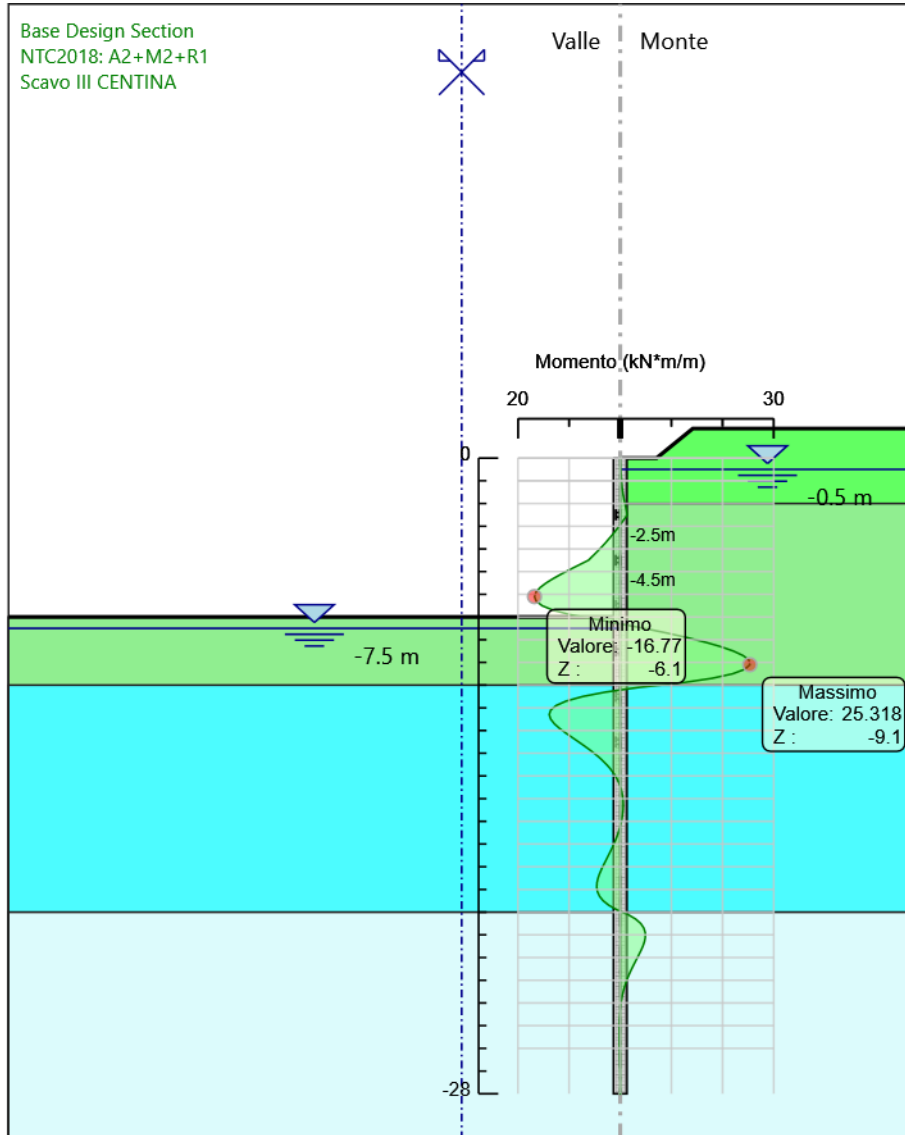 Base Design Section
NTC2018: A2+M2+R1
Scavo III CENTINA
Valle
Monte
Momento (kN*m/m)
20
30
0
-0.5 m
-2.5m
-4.5m
Minimo
Valore: -16.77
Z : -6.1
-7.5 m
Massimo
Valore: 25.318
Z : -9.1
-28